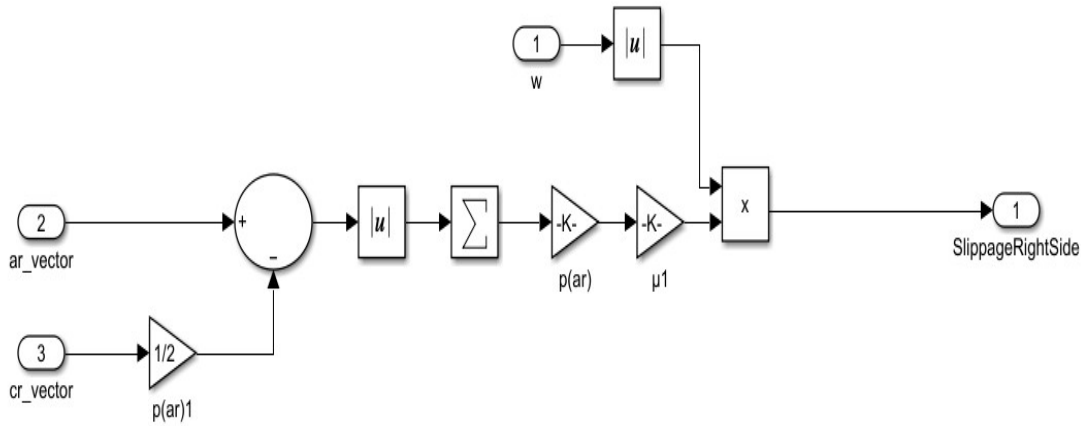 1
|u|
w
+
-
|u|
∑
-K-
-K-
x
2
ar_vector
p(ar)
µ1
1
SlippageRightSide
3
1/2
cr_vector
p(ar)1